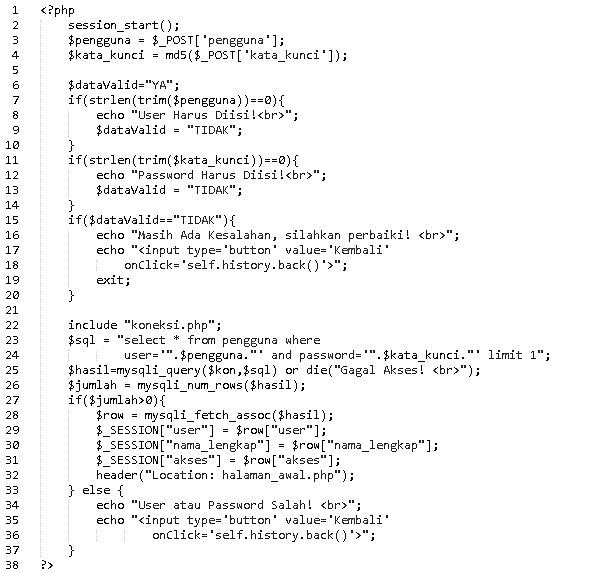 1 <?php
2     session_start();
3     $pengguna = $_POST['pengguna'];
4     $kata_kunci = md5($_POST['kata_kunci']);
5
6     $dataValid="YA";
7     if(strlen(trim($pengguna))==0){
8         echo "User Harus Diisi!<br>";
9         $dataValid = "TIDAK";
10     }
11     if(strlen(trim($kata_kunci))==0){
12         echo "Password Harus Diisi!<br>";
13         $dataValid = "TIDAK";
14     }
15     if($dataValid=="TIDAK"){
16         echo "Masih Ada Kesalahan, silahkan perbaiki! <br>";
17         echo "<input type='button' value='Kembali'
18             onClick='self.history.back()'>";
19         exit;
20     }
21
22     include "koneksi.php";
23     $sql = "select * from pengguna where
24             user='".$pengguna."' and password='".$kata_kunci."' limit 1";
25     $hasil=mysqli_query($kon,$sql) or die("Gagal Akses! <br>");
26     $jumlah = mysqli_num_rows($hasil);
27     if($jumlah>0){
28         $row = mysqli_fetch_assoc($hasil);
29         $_SESSION["user"] = $row["user"];
30         $_SESSION["nama_lengkap"] = $row["nama_lengkap"];
31         $_SESSION["akses"] = $row["akses"];
32         header("Location: halaman_awal.php");
33     } else {
34         echo "User atau Password Salah! <br>";
35         echo "<input type='button' value='Kembali'
36                 onClick='self.history.back()'>";
37     }
38 ?>